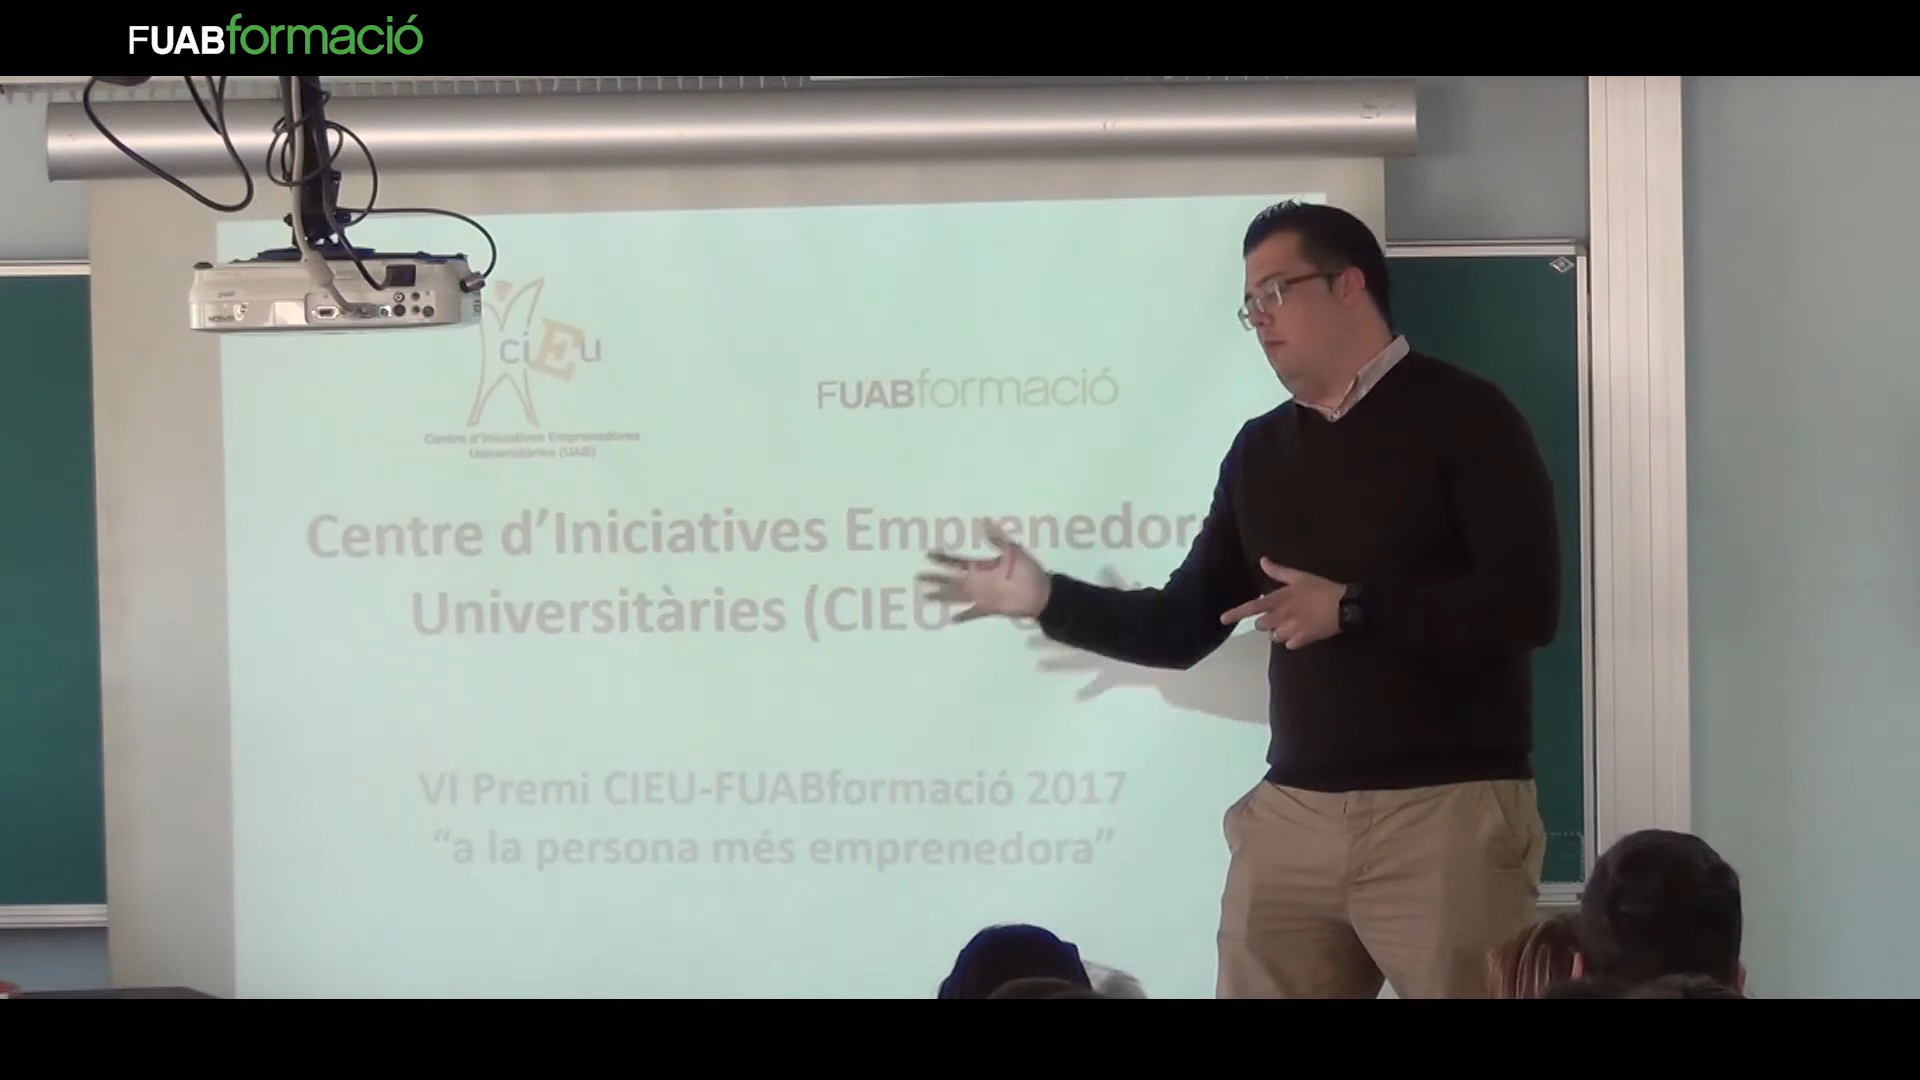 FUABformació
ciEu
Centre d'Iniciatives Emprenedores
Universitàries (UAB)
FUABformació
Centre d'Iniciatives Emprenedor
Universitàries (CIEU
VI Premi CIEU-FUABformació 2017
"a la persona més emprenedora"